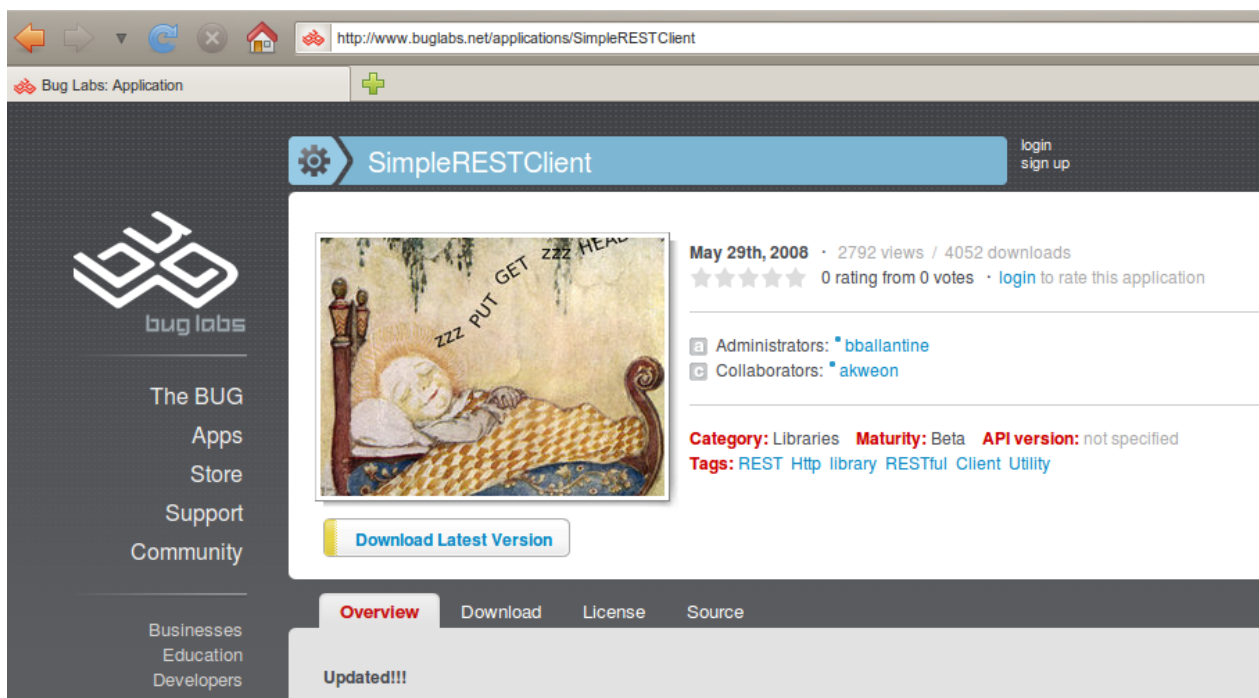 http://www.buglabs.net/applications/SimpleRESTClient
Bug Labs: Application
SimpleRESTClient
login
sign up
bug labs
The BUG
Apps
Store
Support
Community
Businesses
Education
Developers
zzz PUT GET zzz HEAD
May 29th, 2008 · 2792 views / 4052 downloads
0 rating from 0 votes · login to rate this application
a Administrators: bballantine
c Collaborators: akweon
Category: Libraries Maturity: Beta API version: not specified
Tags: REST Http library RESTful Client Utility
Download Latest Version
Overview Download License Source
Updated!!!